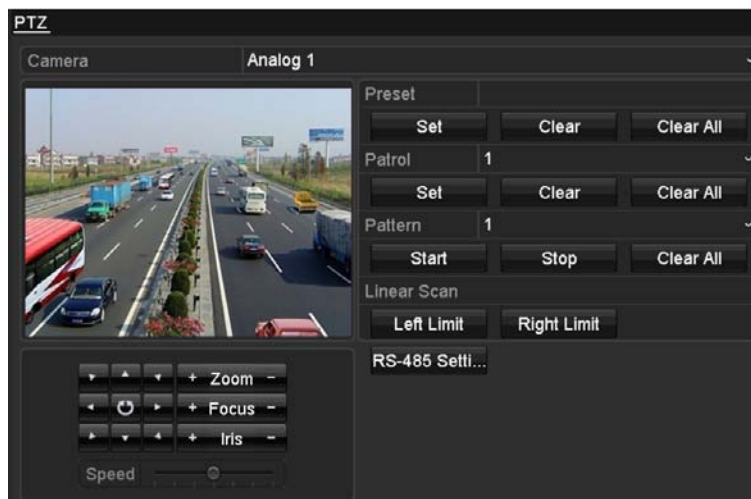 PTZ
Camera Analog 1
Preset
Set Clear Clear All
Patrol 1
Set Clear Clear All
Pattern 1
Start Stop Clear All
Linear Scan
Left Limit Right Limit
RS-485 Setti...
+ Zoom -
+ Focus -
+ Iris -
Speed